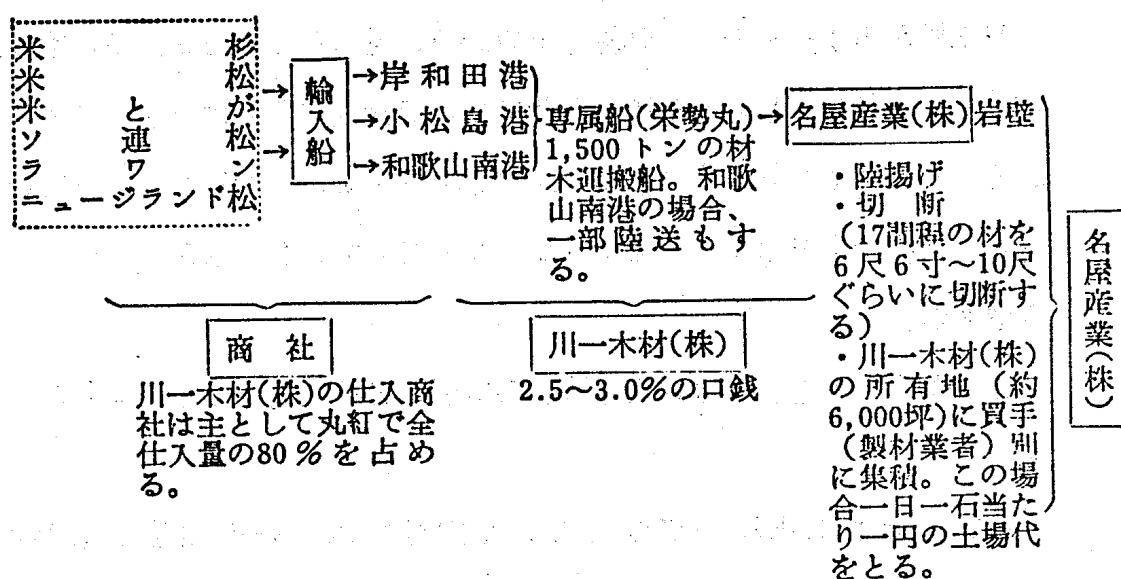 米杉
米松
米とが
ソ連松
ラワン
ニュージランド松
→
→
輸入船
→岸和田港
→小松島港
→和歌山南港
専属船(栄勢丸)→
1,500トンの材
木運搬船。和歌
山南港の場合、
一部陸送もす
る。
名屋産業(株)岩壁
・陸揚げ
・切 断
(17間程の材を
6尺6寸〜10尺
ぐらいに切断す
る)
・川一木材(株)
の所有地(約
6,000坪)に買手
(製材業者)別
に集積。この場
合一日一石当た
り一円の土場代
をとる。
名屋産業(株)
商 社
川一木材(株)の仕入商
社は主として丸紅で全
仕入量の80%を占め
る。
川一木材(株)
2.5〜3.0%の口銭